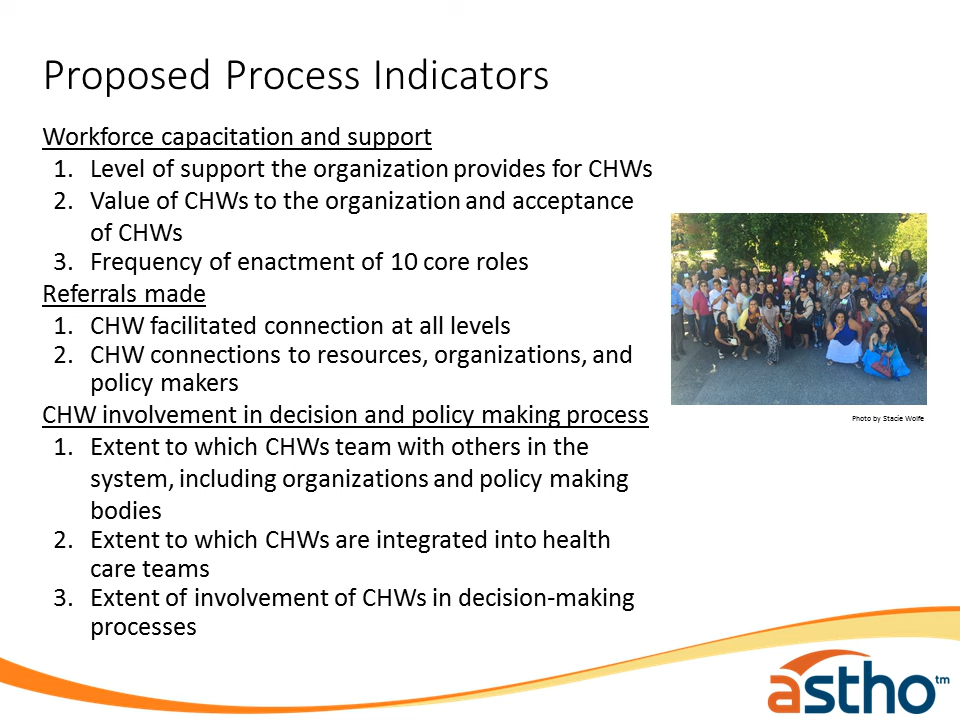 Proposed Process Indicators
Workforce capacitation and support
1. Level of support the organization provides for CHWs
2. Value of CHWs to the organization and acceptance
of CHWs
3. Frequency of enactment of 10 core roles
Referrals made
1. CHW facilitated connection at all levels
2. CHW connections to resources, organizations, and
policy makers
CHW involvement in decision and policy making process
1. Extent to which CHWs team with others in the
system, including organizations and policy making
bodies
2. Extent to which CHWs are integrated into health
care teams
3. Extent of involvement of CHWs in decision-making
processes
Photo by Stacie Wolfe
astho™